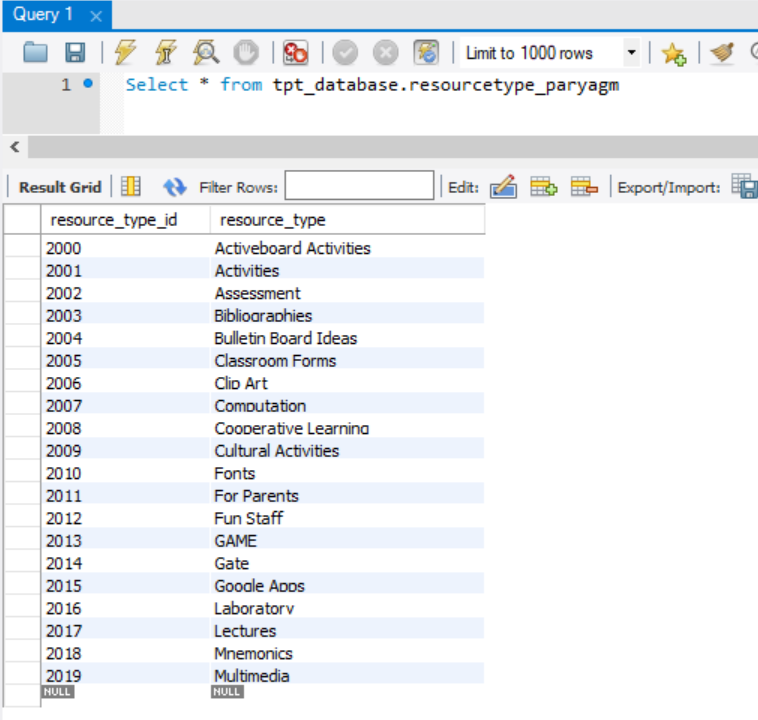 Query 1
Limit to 1000 rows
1 Select * from tpt_database.resourcetype_paryagm
Result Grid Filter Rows: Edit: Export/Import:
resource_type_id resource_type
2000 Activeboard Activities
2001 Activities
2002 Assessment
2003 Bibliographies
2004 Bulletin Board Ideas
2005 Classroom Forms
2006 Clip Art
2007 Computation
2008 Cooperative Learning
2009 Cultural Activities
2010 Fonts
2011 For Parents
2012 Fun Staff
2013 GAME
2014 Gate
2015 Google Apps
2016 Laboratory
2017 Lectures
2018 Mnemonics
2019 Multimedia
NULL NULL